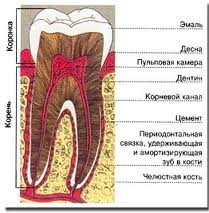 Коронка
Корень
Эмаль
Десна
Пульповая камера
Дентин
Корневой канал
Цемент
Периодонтальная
связка, удерживающая
и амортизирующая
зуб в кости
Челюстная кость